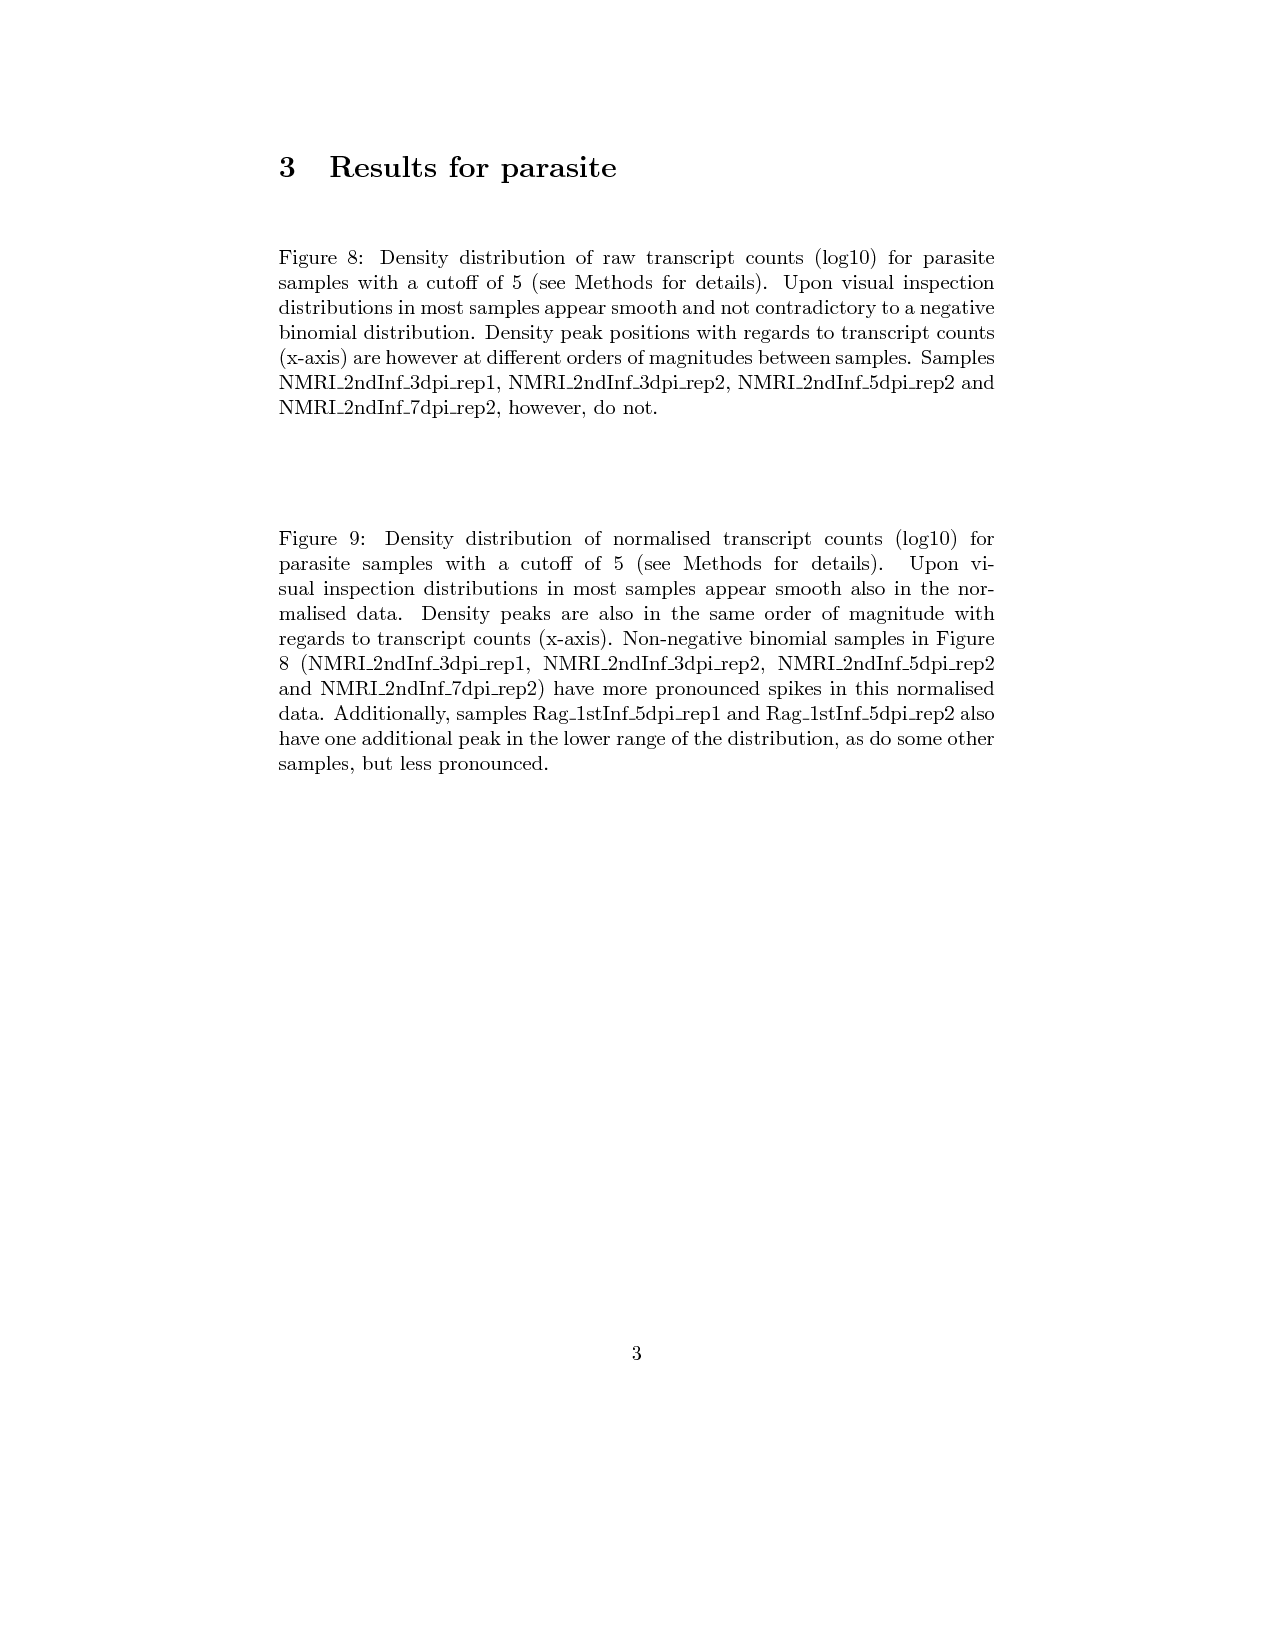 3 Results for parasite
Figure 8: Density distribution of raw transcript counts (log10) for parasite
samples with a cutoff of 5 (see Methods for details). Upon visual inspection
distributions in most samples appear smooth and not contradictory to a negative
binomial distribution. Density peak positions with regards to transcript counts
(x-axis) are however at different orders of magnitudes between samples. Samples
NMRI_2ndInf_3dpi_rep1, NMRI_2ndInf_3dpi_rep2, NMRI_2ndInf_5dpi_rep2 and
NMRI_2ndInf_7dpi_rep2, however, do not.
Figure 9: Density distribution of normalised transcript counts (log10) for
parasite samples with a cutoff of 5 (see Methods for details). Upon vi-
sual inspection distributions in most samples appear smooth also in the nor-
malised data. Density peaks are also in the same order of magnitude with
regards to transcript counts (x-axis). Non-negative binomial samples in Figure
8 (NMRI_2ndInf_3dpi_rep1, NMRI_2ndInf_3dpi_rep2, NMRI_2ndInf_5dpi_rep2
and NMRI_2ndInf_7dpi_rep2) have more pronounced spikes in this normalised
data. Additionally, samples Rag_1stInf_5dpi_rep1 and Rag_1stInf_5dpi_rep2 also
have one additional peak in the lower range of the distribution, as do some other
samples, but less pronounced.
3